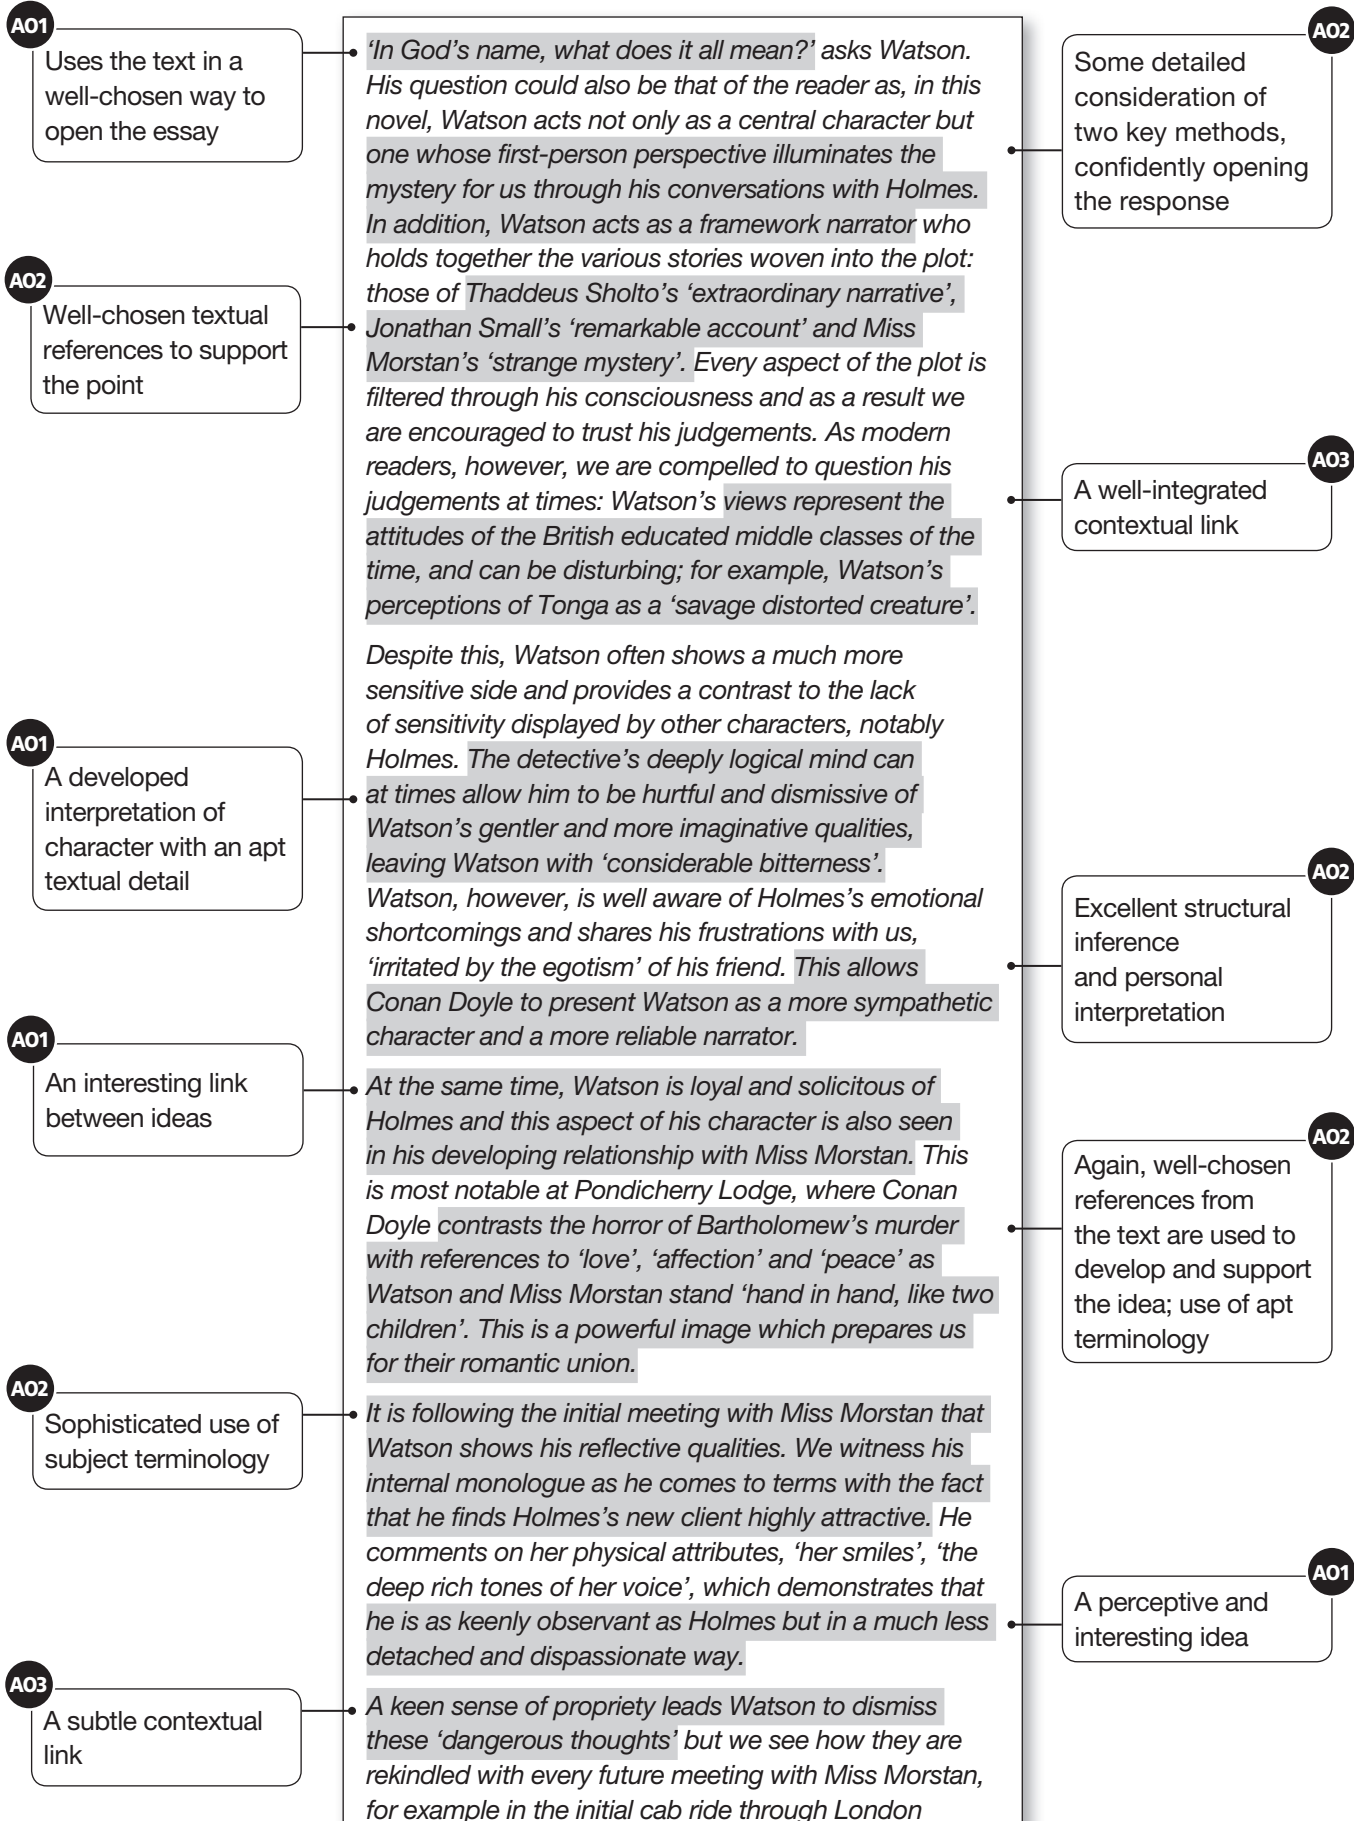 AO1
Uses the text in a
well-chosen way to
open the essay
AO2
Well-chosen textual
references to support
the point
AO1
A developed
interpretation of
character with an apt
textual detail
AO1
An interesting link
between ideas
AO2
Sophisticated use of
subject terminology
AO3
A subtle contextual
link
‘In God’s name, what does it all mean?’ asks Watson.
His question could also be that of the reader as, in this
novel, Watson acts not only as a central character but
one whose first-person perspective illuminates the
mystery for us through his conversations with Holmes.
In addition, Watson acts as a framework narrator who
holds together the various stories woven into the plot:
those of Thaddeus Sholto’s ‘extraordinary narrative’,
Jonathan Small’s ‘remarkable account’ and Miss
Morstan’s ‘strange mystery’. Every aspect of the plot is
filtered through his consciousness and as a result we
are encouraged to trust his judgements. As modern
readers, however, we are compelled to question his
judgements at times: Watson’s views represent the
attitudes of the British educated middle classes of the
time, and can be disturbing; for example, Watson’s
perceptions of Tonga as a ‘savage distorted creature’.
Despite this, Watson often shows a much more
sensitive side and provides a contrast to the lack
of sensitivity displayed by other characters, notably
Holmes. The detective’s deeply logical mind can
at times allow him to be hurtful and dismissive of
Watson’s gentler and more imaginative qualities,
leaving Watson with ‘considerable bitterness’.
Watson, however, is well aware of Holmes’s emotional
shortcomings and shares his frustrations with us,
‘irritated by the egotism’ of his friend. This allows
Conan Doyle to present Watson as a more sympathetic
character and a more reliable narrator.
At the same time, Watson is loyal and solicitous of
Holmes and this aspect of his character is also seen
in his developing relationship with Miss Morstan. This
is most notable at Pondicherry Lodge, where Conan
Doyle contrasts the horror of Bartholomew’s murder
with references to ‘love’, ‘affection’ and ‘peace’ as
Watson and Miss Morstan stand ‘hand in hand, like two
children’. This is a powerful image which prepares us
for their romantic union.
It is following the initial meeting with Miss Morstan that
Watson shows his reflective qualities. We witness his
internal monologue as he comes to terms with the fact
that he finds Holmes’s new client highly attractive. He
comments on her physical attributes, ‘her smiles’, ‘the
deep rich tones of her voice’, which demonstrates that
he is as keenly observant as Holmes but in a much less
detached and dispassionate way.
A keen sense of propriety leads Watson to dismiss
these ‘dangerous thoughts’ but we see how they are
rekindled with every future meeting with Miss Morstan,
for example in the initial cab ride through London
AO2
Some detailed
consideration of
two key methods,
confidently opening
the response
AO3
A well-integrated
contextual link
AO2
Excellent structural
inference
and personal
interpretation
AO2
Again, well-chosen
references from
the text are used to
develop and support
the idea; use of apt
terminology
AO1
A perceptive and
interesting idea